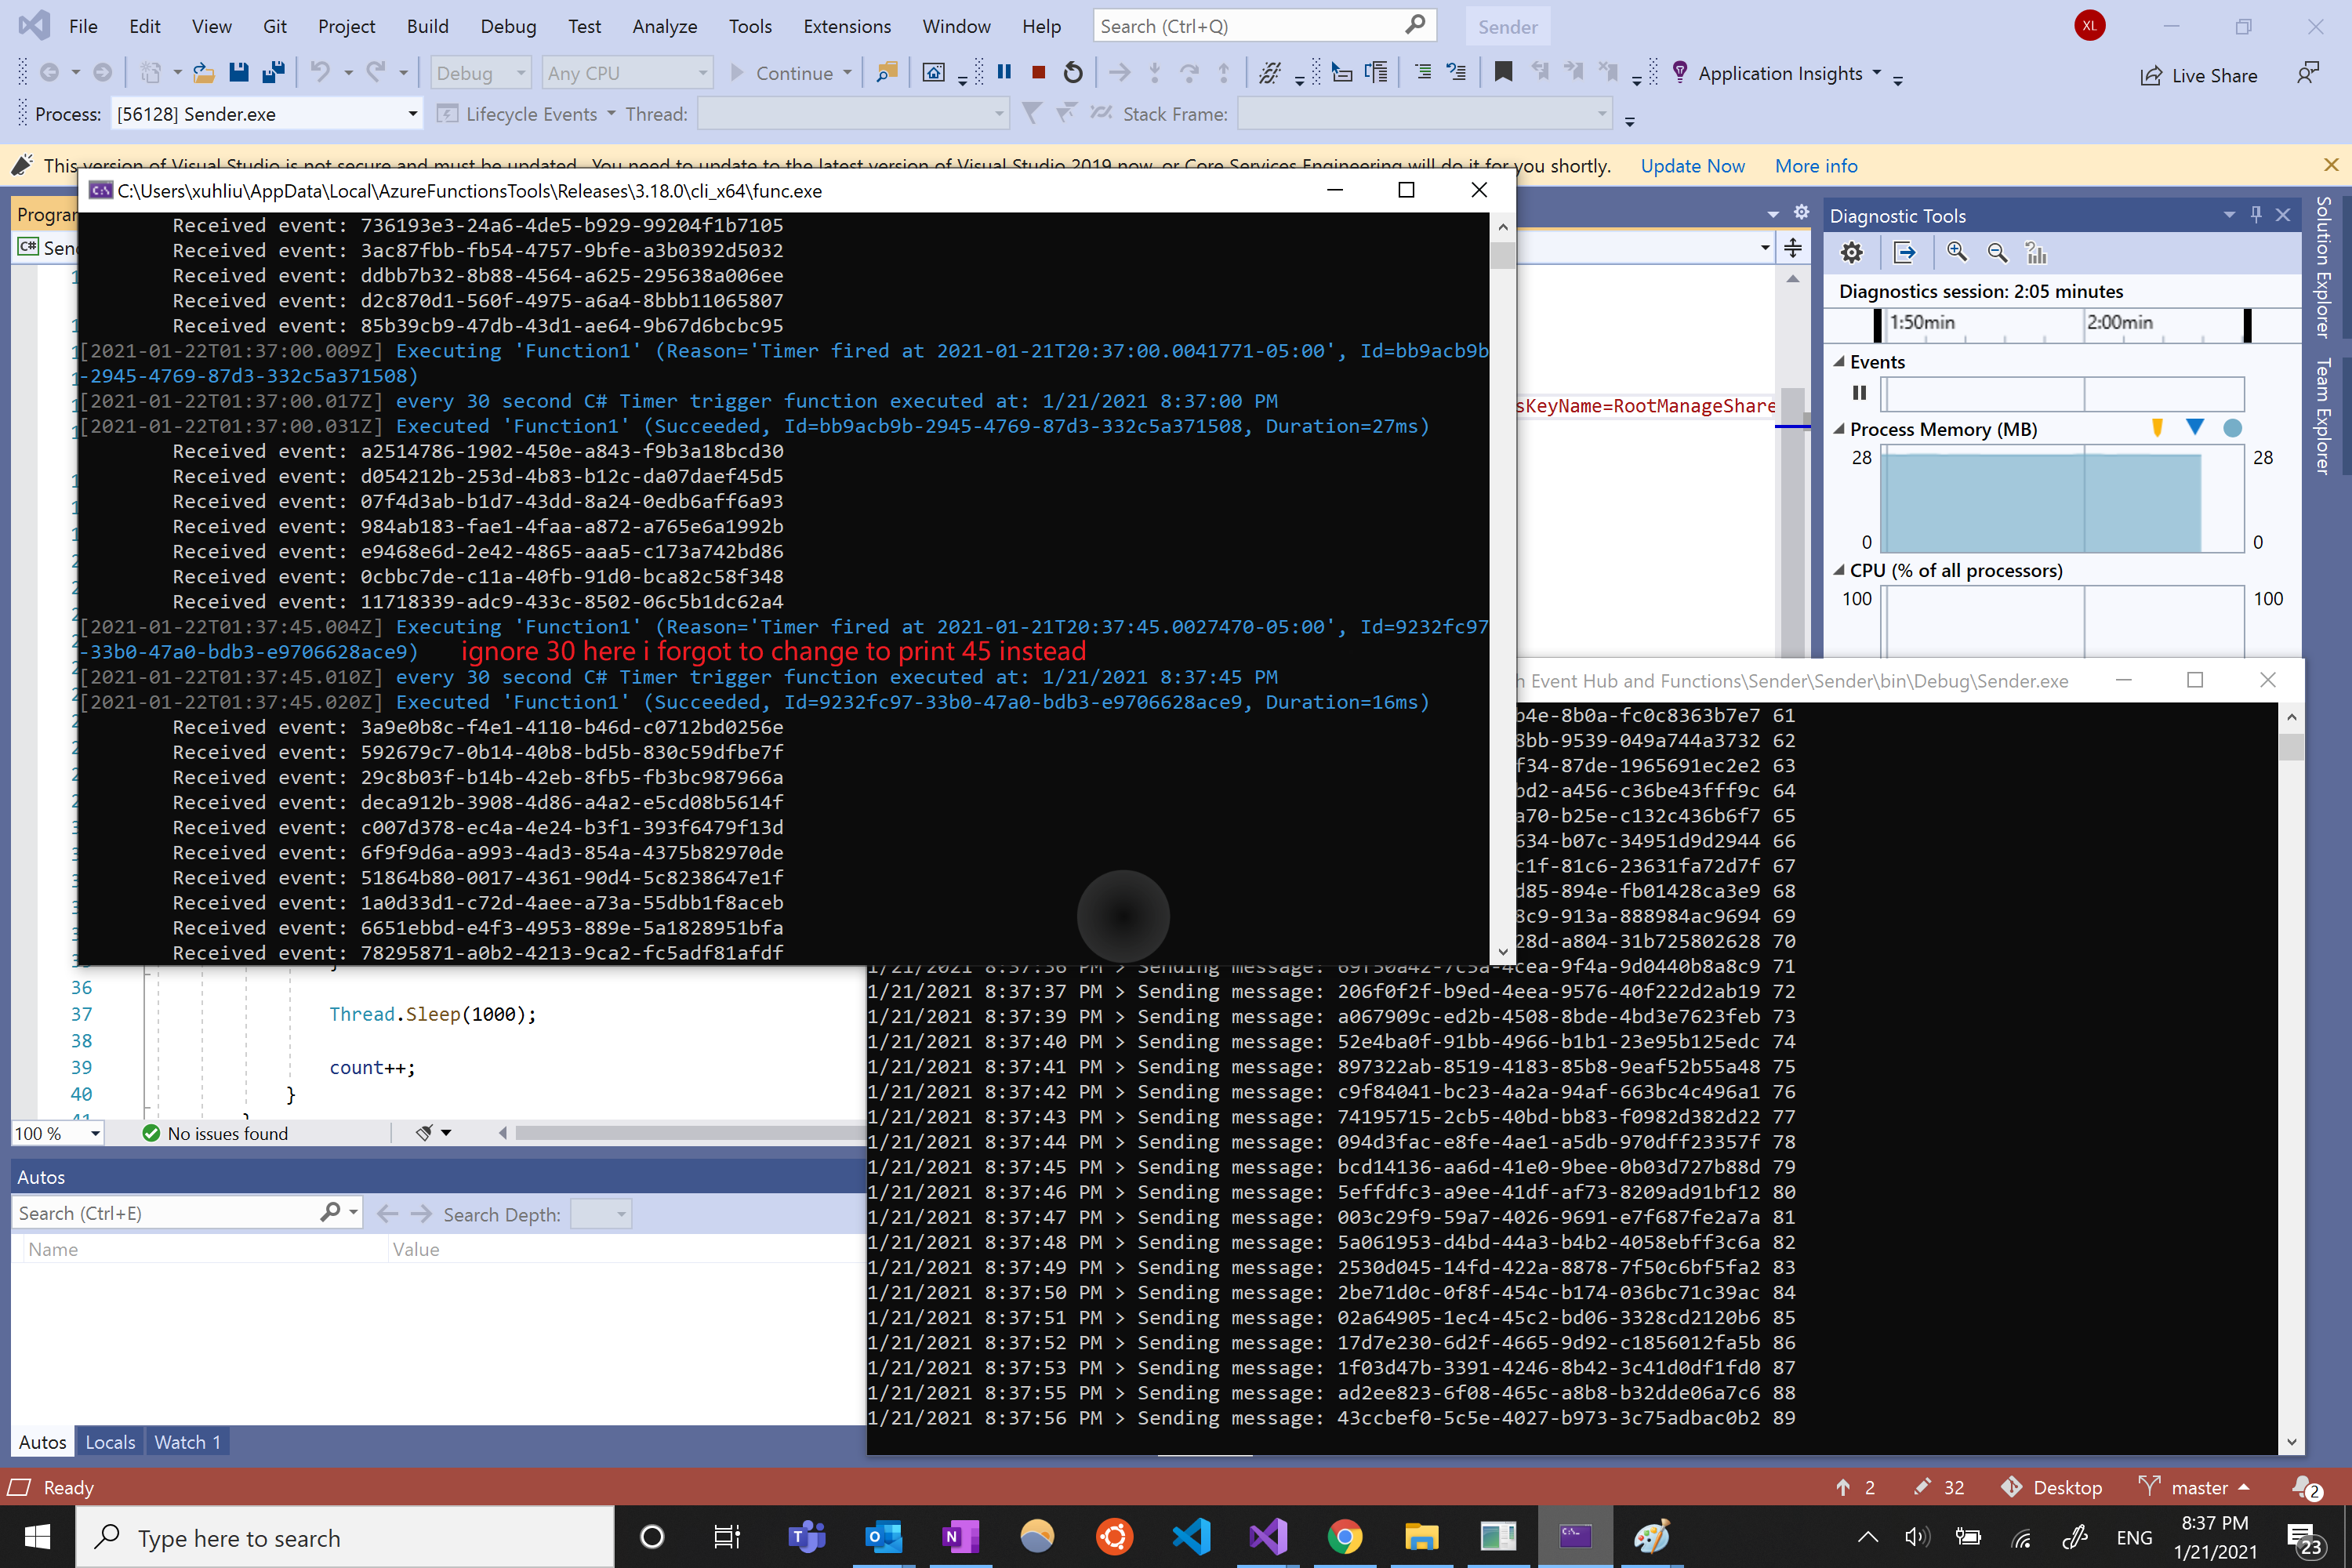 File Edit View Git Project Build Debug Test Analyze Tools Extensions Window Help Search (Ctrl+Q) Sender XL
Debug Any CPU Continue Application Insights Live Share
Process: [56128] Sender.exe Lifecycle Events Thread: Stack Frame:
This version of Visual Studio is not secure and must be updated. You need to update to the latest version of Visual Studio 2019 now, or Core Services Engineering will do it for you shortly. Update Now More info
C:\Users\xuhliu\AppData\Local\AzureFunctionsTools\Releases\3.18.0\cli_x64\func.exe
Received event: 736193e3-24a6-4de5-b929-99204f1b7105
Received event: 3ac87fbb-fb54-4757-9bfe-a3b0392d5032
Received event: ddbb7b32-8b88-4564-a625-295638a006ee
Received event: d2c870d1-560f-4975-a6a4-8bbb11065807
Received event: 85b39cb9-47db-43d1-ae64-9b67d6bcbc95
[2021-01-22T01:37:00.009Z] Executing 'Function1' (Reason='Timer fired at 2021-01-21T20:37:00.0041771-05:00', Id=bb9acb9b
-2945-4769-87d3-332c5a371508)
[2021-01-22T01:37:00.017Z] every 30 second C# Timer trigger function executed at: 1/21/2021 8:37:00 PM
[2021-01-22T01:37:00.031Z] Executed 'Function1' (Succeeded, Id=bb9acb9b-2945-4769-87d3-332c5a371508, Duration=27ms)
Received event: a2514786-1902-450e-a843-f9b3a18bcd30
Received event: d054212b-253d-4b83-b12c-da07daef45d5
Received event: 07f4d3ab-b1d7-43dd-8a24-0edb6aff6a93
Received event: 984ab183-fae1-4faa-a872-a765e6a1992b
Received event: e9468e6d-2e42-4865-aaa5-c173a742bd86
Received event: 0cbbc7de-c11a-40fb-91d0-bca82c58f348
Received event: 11718339-adc9-433c-8502-06c5b1dc62a4
[2021-01-22T01:37:45.004Z] Executing 'Function1' (Reason='Timer fired at 2021-01-21T20:37:45.0027470-05:00', Id=9232fc97
-33b0-47a0-bdb3-e9706628ace9) ignore 30 here i forgot to change to print 45 instead
[2021-01-22T01:37:45.010Z] every 30 second C# Timer trigger function executed at: 1/21/2021 8:37:45 PM
[2021-01-22T01:37:45.020Z] Executed 'Function1' (Succeeded, Id=9232fc97-33b0-47a0-bdb3-e9706628ace9, Duration=16ms)
Received event: 3a9e0b8c-f4e1-4110-b46d-c0712bd0256e
Received event: 592679c7-0b14-40b8-bd5b-830c59dfbe7f
Received event: 29c8b03f-b14b-42eb-8fb5-fb3bc987966a
Received event: deca912b-3908-4d86-a4a2-e5cd08b5614f
Received event: c007d378-ec4a-4e24-b3f1-393f6479f13d
Received event: 6f9f9d6a-a993-4ad3-854a-4375b82970de
Received event: 51864b80-0017-4361-90d4-5c8238647e1f
Received event: 1a0d33d1-c72d-4aee-a73a-55dbb1f8aceb
Received event: 6651ebbd-e4f3-4953-889e-5a1828951bfa
Received event: 78295871-a0b2-4213-9ca2-fc5adf81afdf
Program
C# Send
sKeyName=RootManageShare
Diagnostic Tools
Diagnostics session: 2:05 minutes
1:50min 2:00min
Events
Process Memory (MB)
28 28
0 0
CPU (% of all processors)
100 100
Solution Explorer
Team Explorer
h Event Hub and Functions\Sender\Sender\bin\Debug\Sender.exe
b4e-8b0a-fc0c8363b7e7 61
8bb-9539-049a744a3732 62
f34-87de-1965691ec2e2 63
bd2-a456-c36be43fff9c 64
a70-b25e-c132c436b6f7 65
634-b07c-34951d9d2944 66
c1f-81c6-23631fa72d7f 67
d85-894e-fb01428ca3e9 68
8c9-913a-888984ac9694 69
28d-a804-31b725802628 70
1/21/2021 8:37:36 PM > Sending message: 69f50a42-7c5a-4cea-9f4a-9d0440b8a8c9 71
1/21/2021 8:37:37 PM > Sending message: 206f0f2f-b9ed-4eea-9576-40f222d2ab19 72
1/21/2021 8:37:39 PM > Sending message: a067909c-ed2b-4508-8bde-4bd3e7623feb 73
1/21/2021 8:37:40 PM > Sending message: 52e4ba0f-91bb-4966-b1b1-23e95b125edc 74
1/21/2021 8:37:41 PM > Sending message: 897322ab-8519-4183-85b8-9eaf52b55a48 75
1/21/2021 8:37:42 PM > Sending message: c9f84041-bc23-4a2a-94af-663bc4c496a1 76
1/21/2021 8:37:43 PM > Sending message: 74195715-2cb5-40bd-bb83-f0982d382d22 77
1/21/2021 8:37:44 PM > Sending message: 094d3fac-e8fe-4ae1-a5db-970dff23357f 78
1/21/2021 8:37:45 PM > Sending message: bcd14136-aa6d-41e0-9bee-0b03d727b88d 79
1/21/2021 8:37:46 PM > Sending message: 5effdfc3-a9ee-41df-af73-8209ad91bf12 80
1/21/2021 8:37:47 PM > Sending message: 003c29f9-59a7-4026-9691-e7f687fe2a7a 81
1/21/2021 8:37:48 PM > Sending message: 5a061953-d4bd-44a3-b4b2-4058ebff3c6a 82
1/21/2021 8:37:49 PM > Sending message: 2530d045-14fd-422a-8878-7f50c6bf5fa2 83
1/21/2021 8:37:50 PM > Sending message: 2be71d0c-0f8f-454c-b174-036bc71c39ac 84
1/21/2021 8:37:51 PM > Sending message: 02a64905-1ec4-45c2-bd06-3328cd2120b6 85
1/21/2021 8:37:52 PM > Sending message: 17d7e230-6d2f-4665-9d92-c1856012fa5b 86
1/21/2021 8:37:53 PM > Sending message: 1f03d47b-3391-4246-8b42-3c41d0df1fd0 87
1/21/2021 8:37:55 PM > Sending message: ad2ee823-6f08-465c-a8b8-b32dde06a7c6 88
1/21/2021 8:37:56 PM > Sending message: 43ccbef0-5c5e-4027-b973-3c75adbac0b2 89
36
37 Thread.Sleep(1000);
38
39 count++;
40 }
100 % No issues found
Autos
Search (Ctrl+E) Search Depth:
Name Value
Autos Locals Watch 1
Ready 2 32 Desktop master 2
Type here to search ENG 8:37 PM 1/21/2021 23